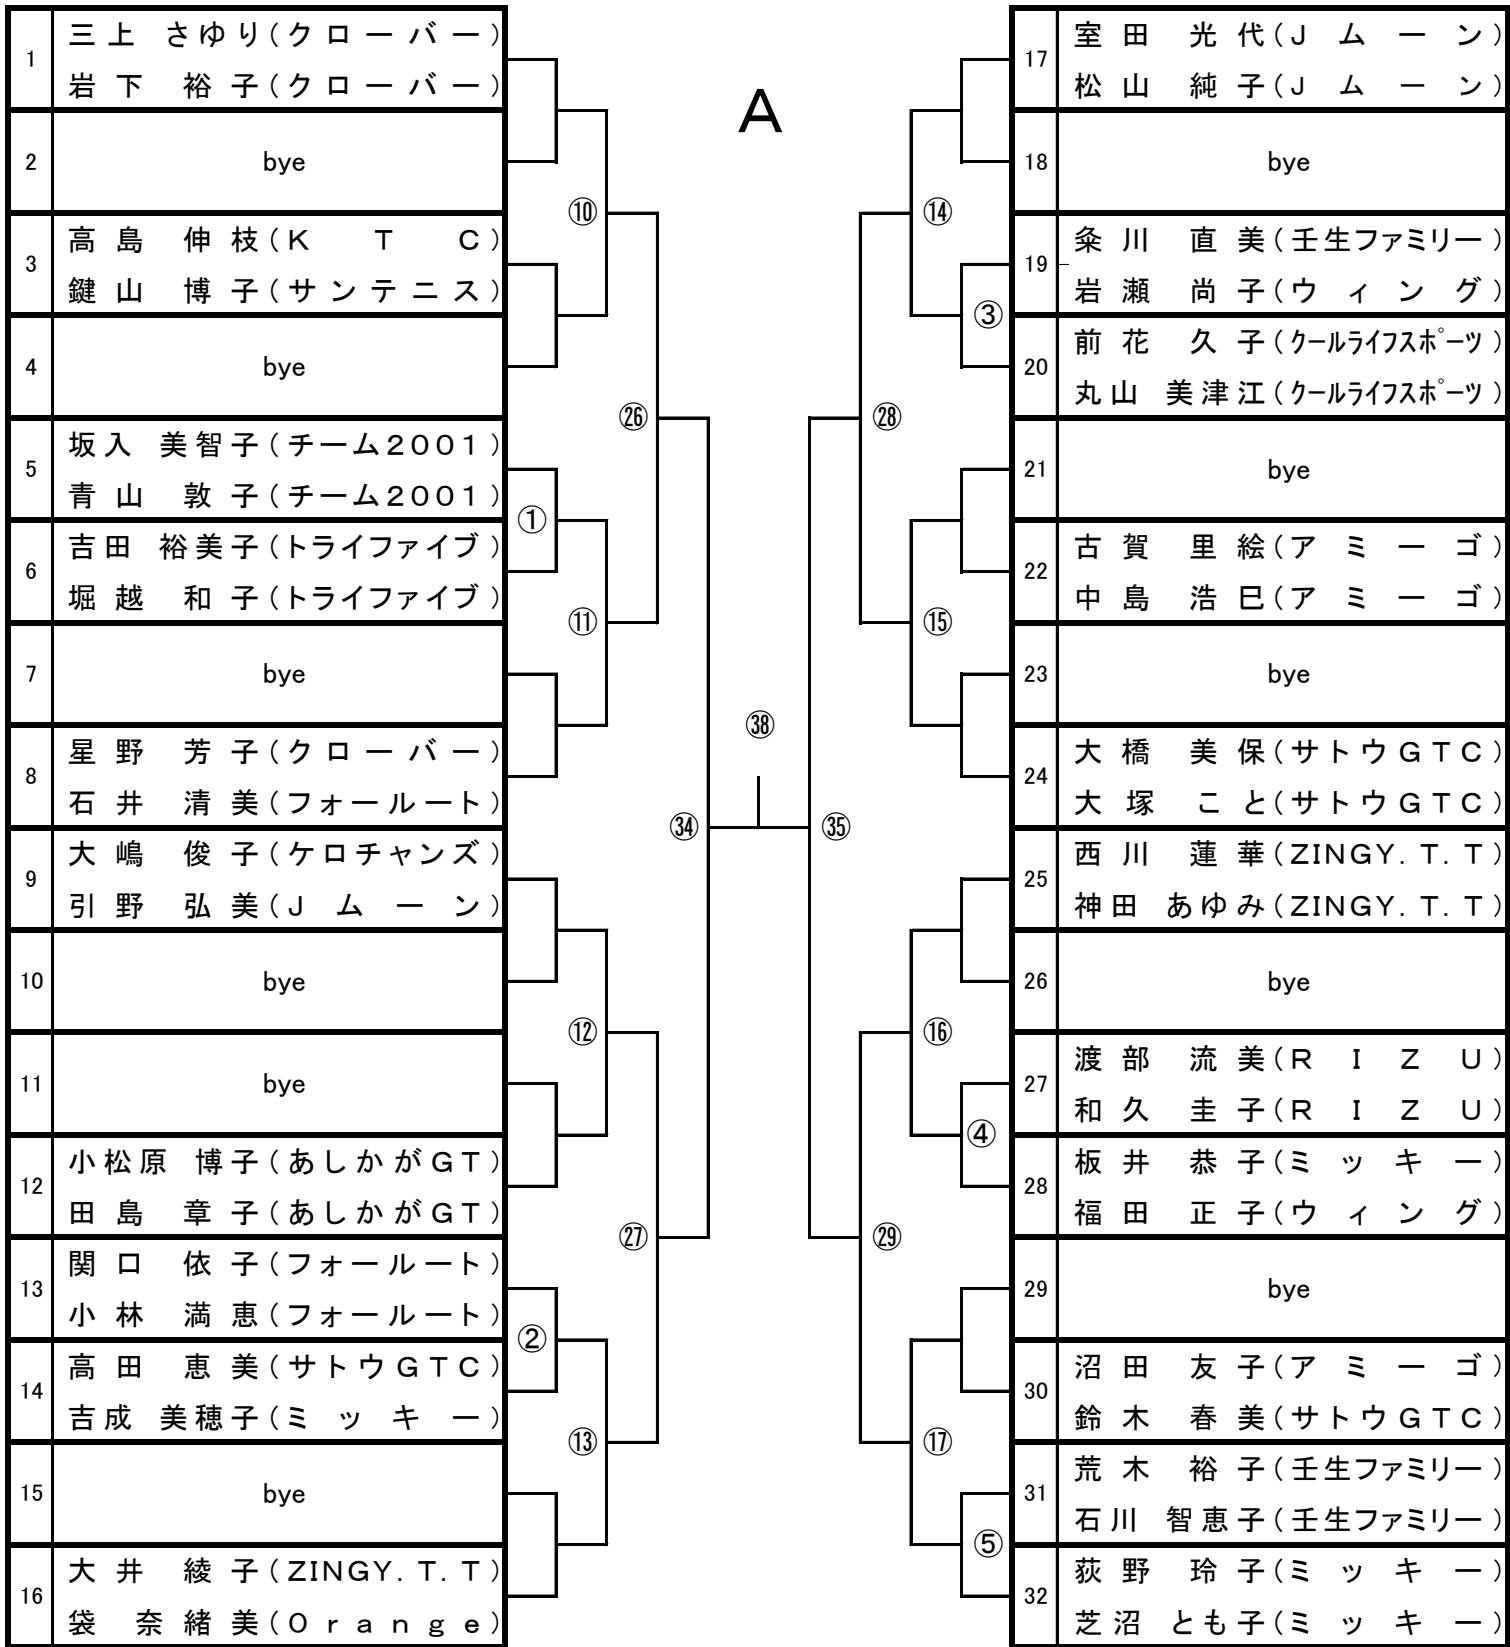 A
1
三上 さゆり(クローバー)
岩下 裕子(クローバー)
2
bye
3
高島 伸枝(KTC)
鍵山 博子(サンテニス)
4
bye
5
坂入 美智子(チーム2001)
青山 敦子(チーム2001)
6
吉田 裕美子(トライファイブ)
堀越 和子(トライファイブ)
7
bye
8
星野 芳子(クローバー)
石井 清美(フォールート)
9
大嶋 俊子(ケロチャンズ)
引野 弘美(Jムーン)
10
bye
11
bye
12
小松原 博子(あしかがGT)
田島 章子(あしかがGT)
13
関口 依子(フォールート)
小林 満恵(フォールート)
14
高田 恵美(サトウGTC)
吉成 美穂子(ミッキー)
15
bye
16
大井 綾子(ZINGY.T.T)
袋 奈緒美(Orange)
①
②
⑩
⑪
⑫
⑬
㉖
㉗
㉞
㊳
㉟
㉘
㉙
⑭
⑮
⑯
⑰
③
④
⑤
17
室田 光代(Jムーン)
松山 純子(Jムーン)
18
bye
19
粂川 直美(壬生ファミリー)
岩瀬 尚子(ウィング)
20
前花 久子(クールライフスポーツ)
丸山 美津江(クールライフスポーツ)
21
bye
22
古賀 里絵(アミーゴ)
中島 浩巳(アミーゴ)
23
bye
24
大橋 美保(サトウGTC)
大塚 こと(サトウGTC)
25
西川 蓮華(ZINGY.T.T)
神田 あゆみ(ZINGY.T.T)
26
bye
27
渡部 流美(RIZU)
和久 圭子(RIZU)
28
板井 恭子(ミッキー)
福田 正子(ウィング)
29
bye
30
沼田 友子(アミーゴ)
鈴木 春美(サトウGTC)
31
荒木 裕子(壬生ファミリー)
石川 智恵子(壬生ファミリー)
32
荻野 玲子(ミッキー)
芝沼 とも子(ミッキー)